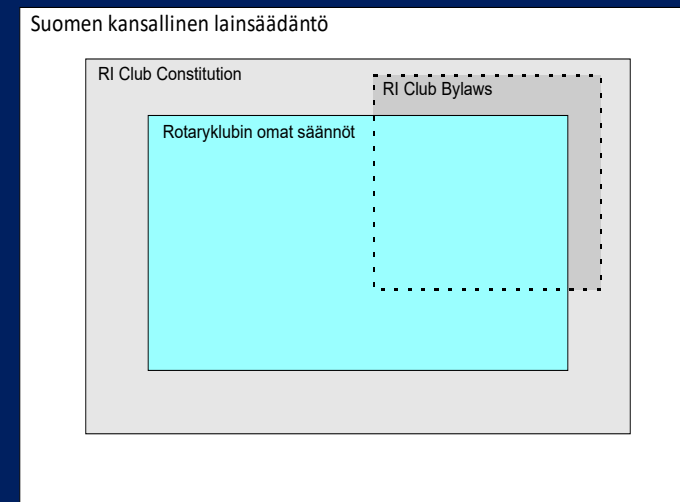 Suomen kansallinen lainsäädäntö
RI Club Constitution
RI Club Bylaws
Rotaryklubin omat säännöt